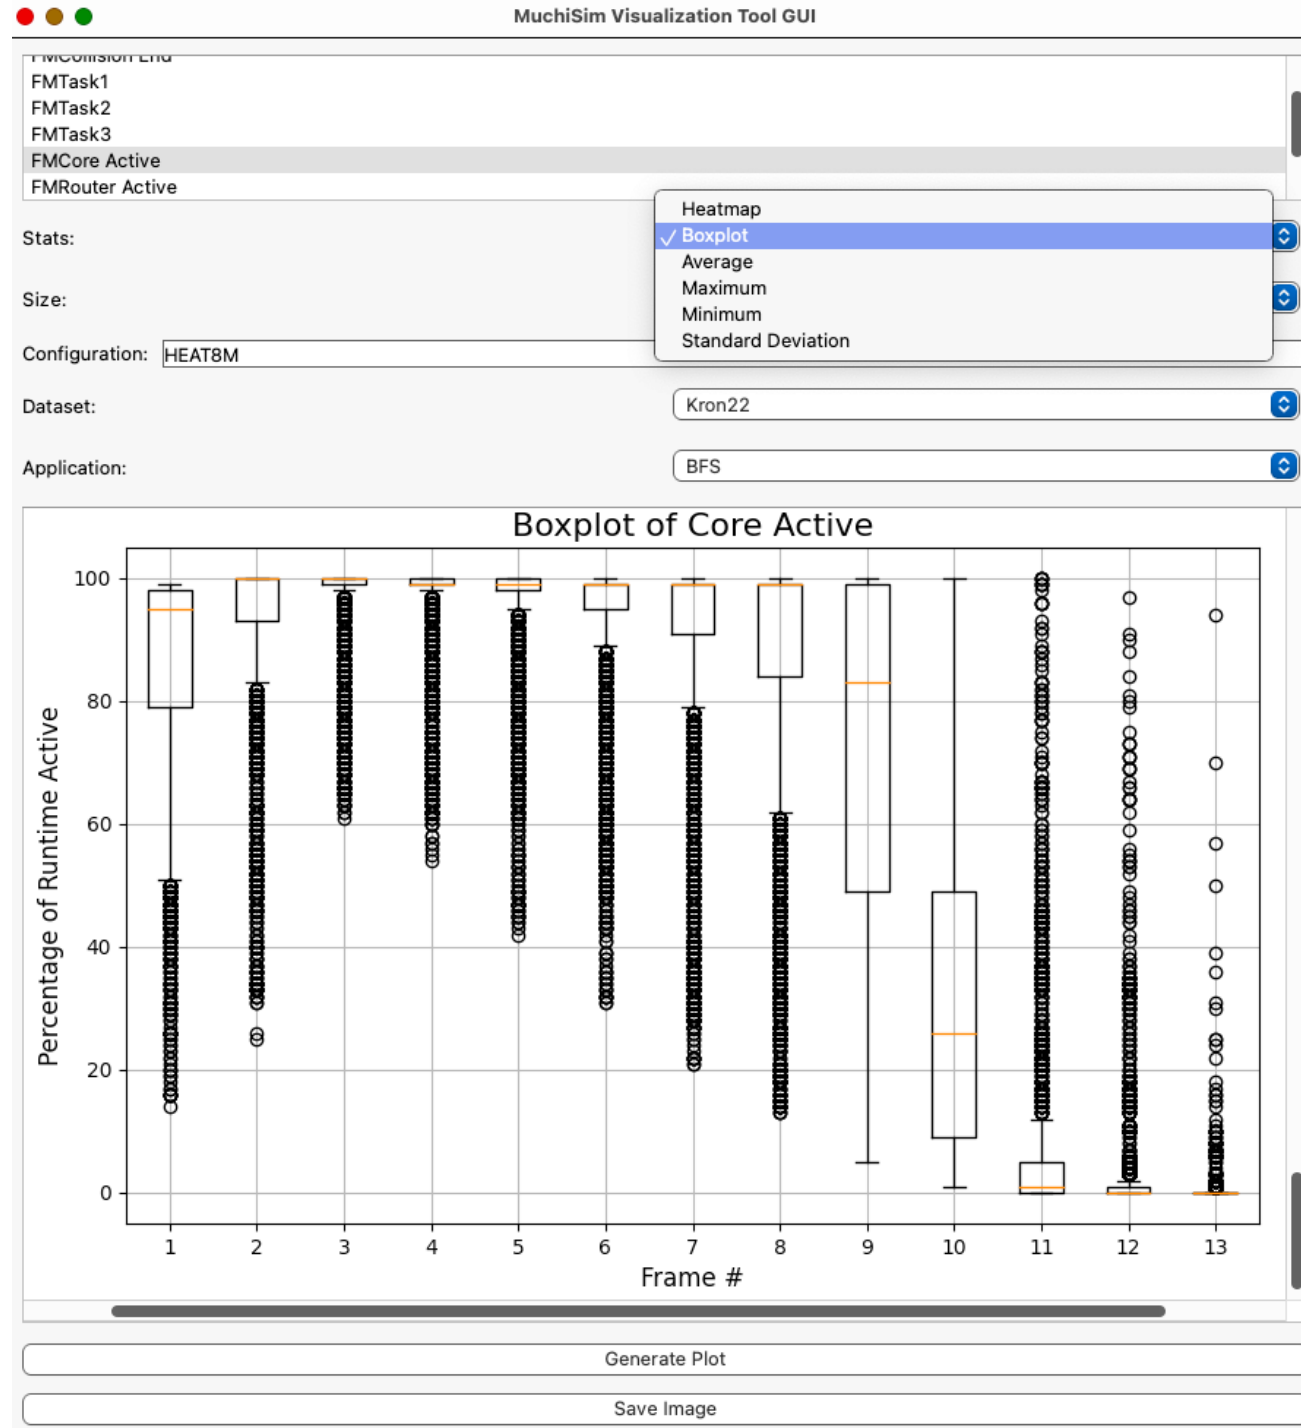 MuchiSim Visualization Tool GUI
FMCollision End
FMTask1
FMTask2
FMTask3
FMCore Active
FMRouter Active
Stats:
Heatmap
✓ Boxplot
Average
Maximum
Minimum
Standard Deviation
Size:
Configuration: HEAT8M
Dataset: Kron22
Application: BFS
Boxplot of Core Active
100
80
60
40
20
0
Percentage of Runtime Active
1 2 3 4 5 6 7 8 9 10 11 12 13
Frame #
Generate Plot
Save Image